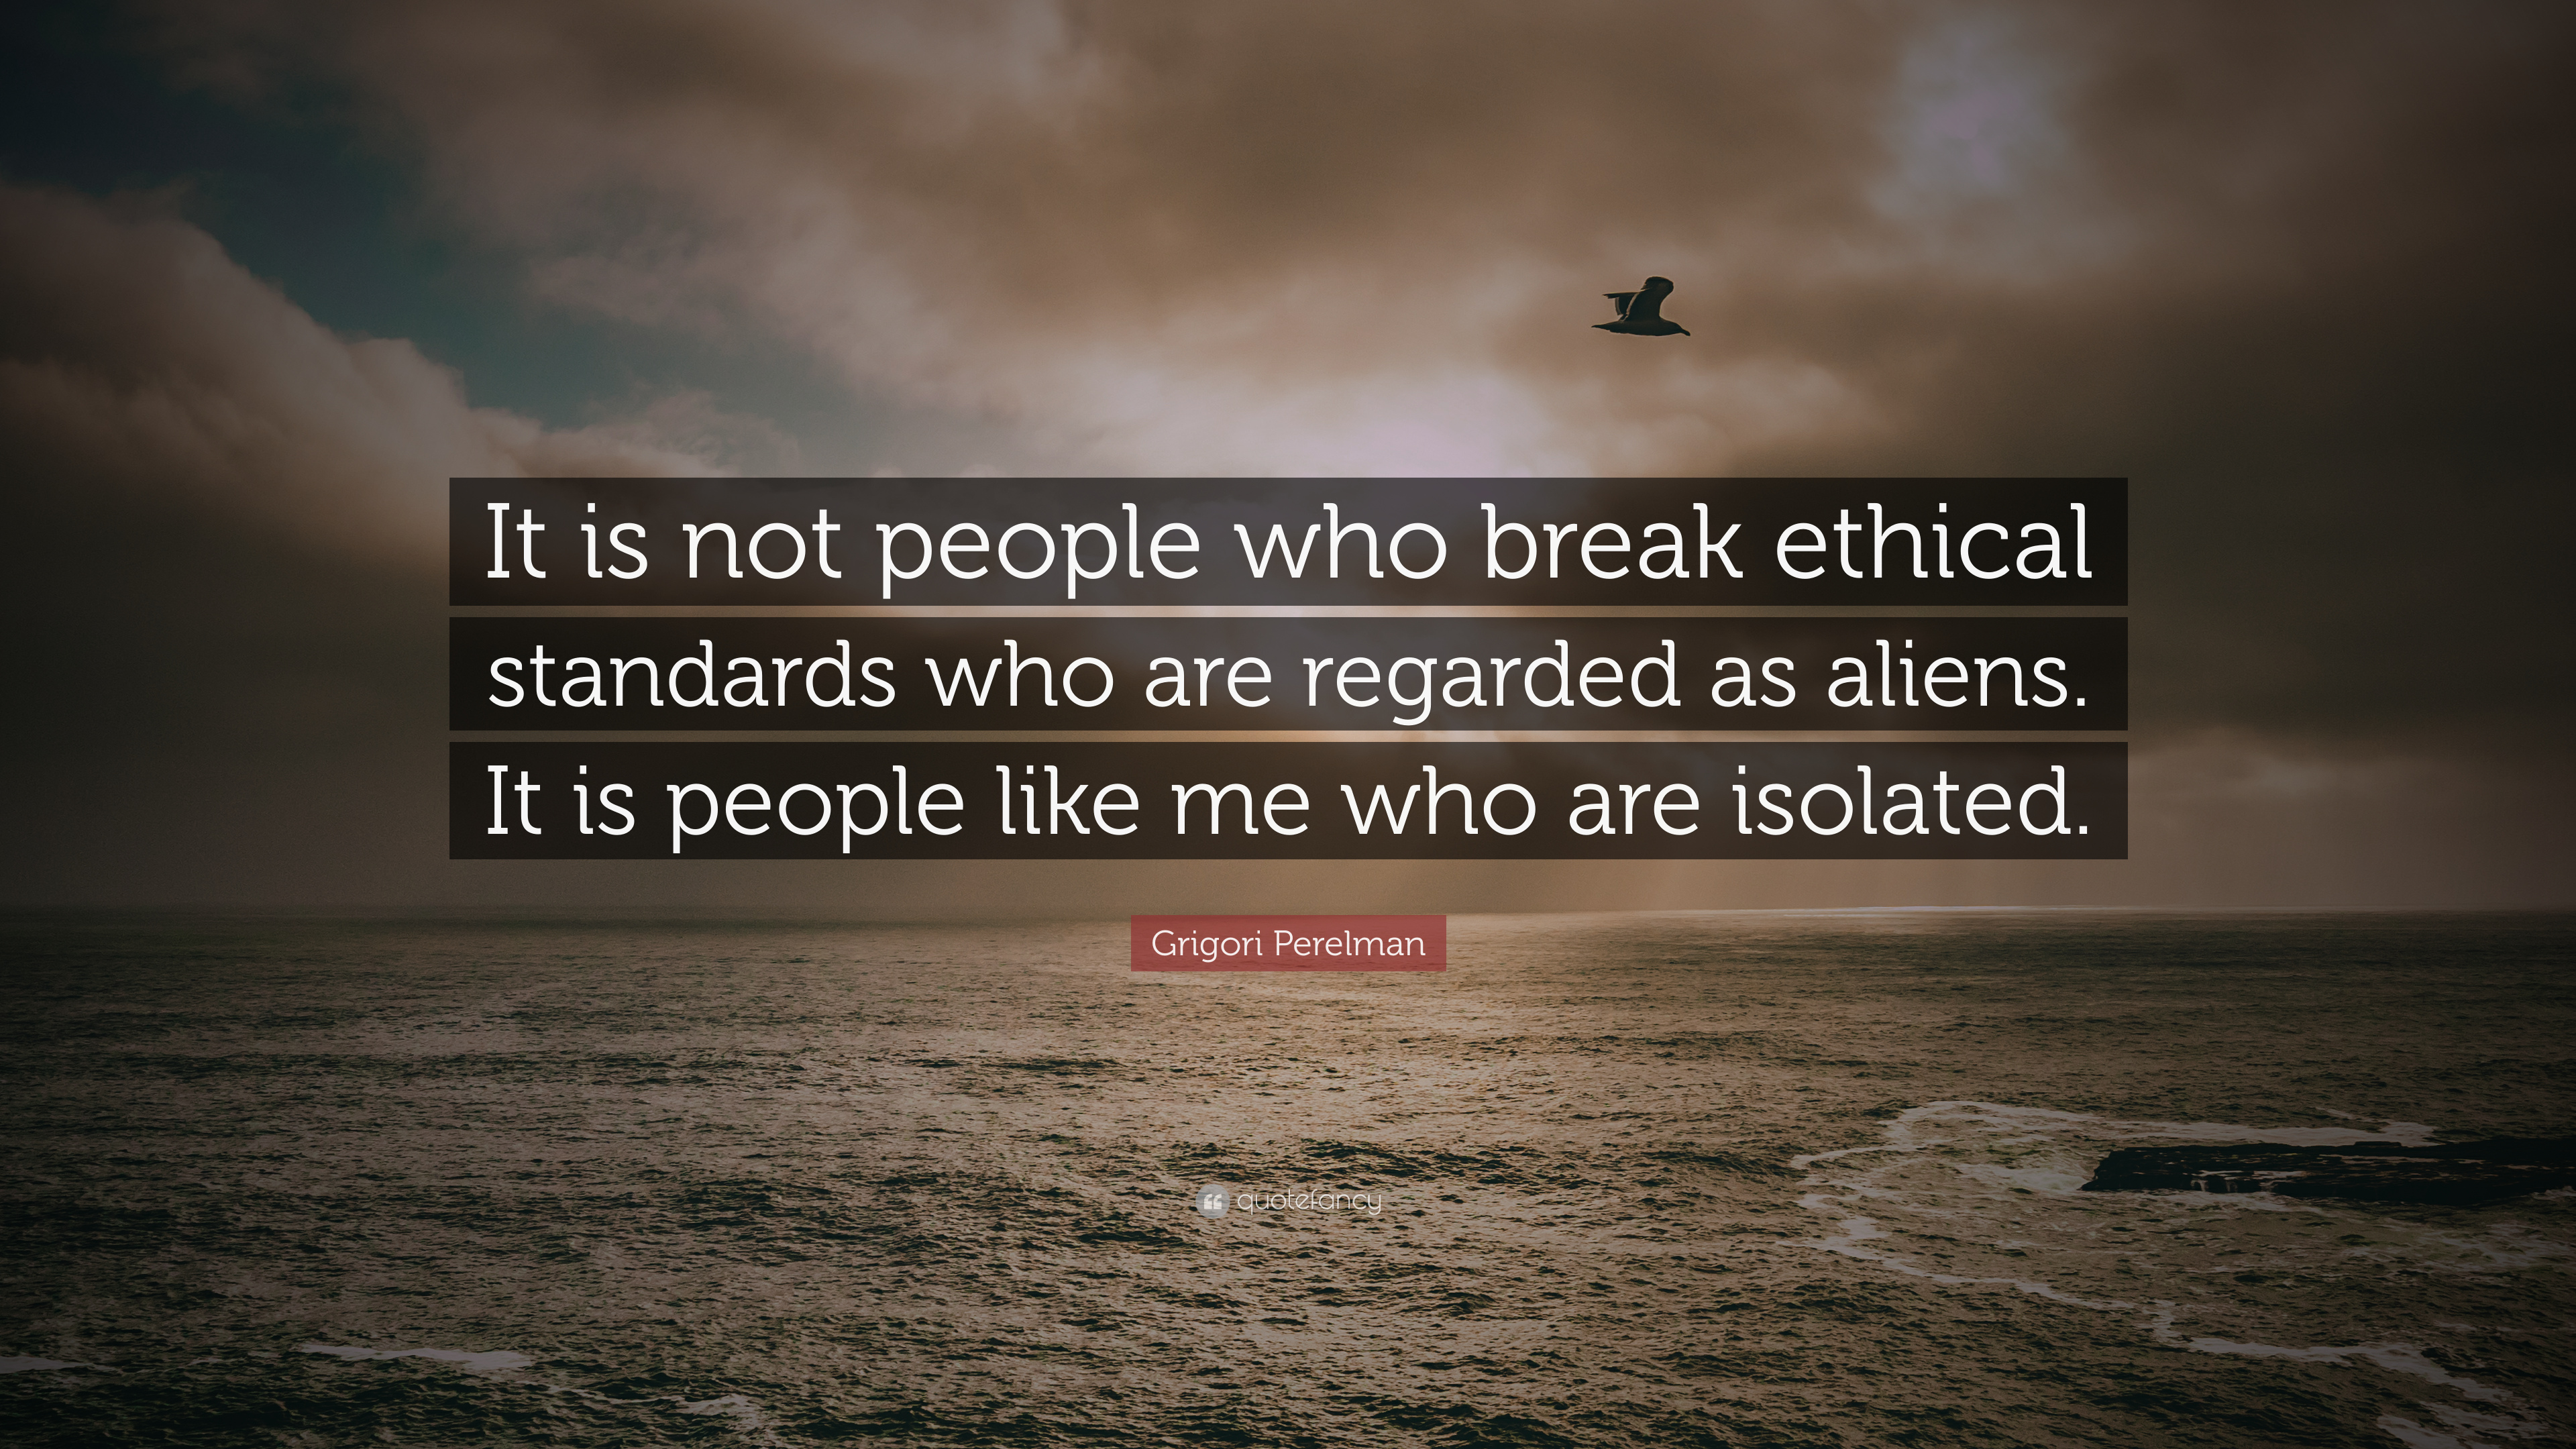 It is not people who break ethical
standards who are regarded as aliens.
It is people like me who are isolated.
Grigori Perelman
quotefancy